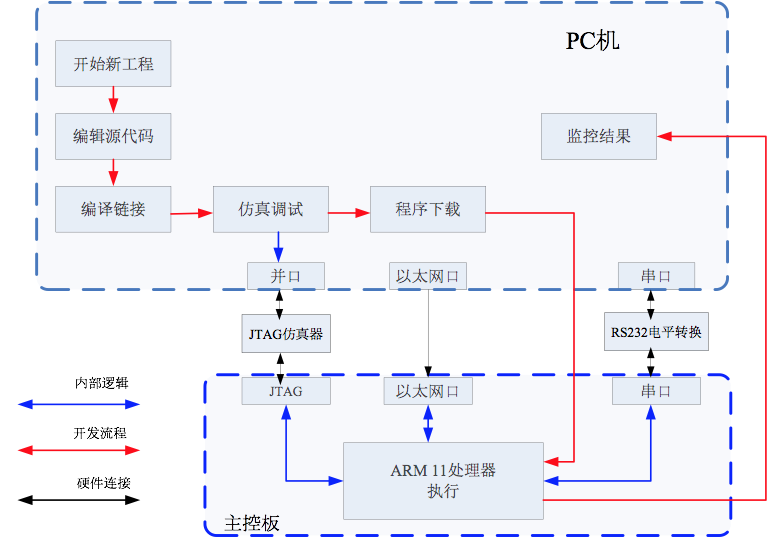 PC机
开始新工程
编辑源代码
监控结果
编译链接
仿真调试
程序下载
并口
以太网口
串口
JTAG仿真器
RS232电平转换
内部逻辑
开发流程
硬件连接
JTAG
以太网口
串口
ARM 11处理器
执行
主控板